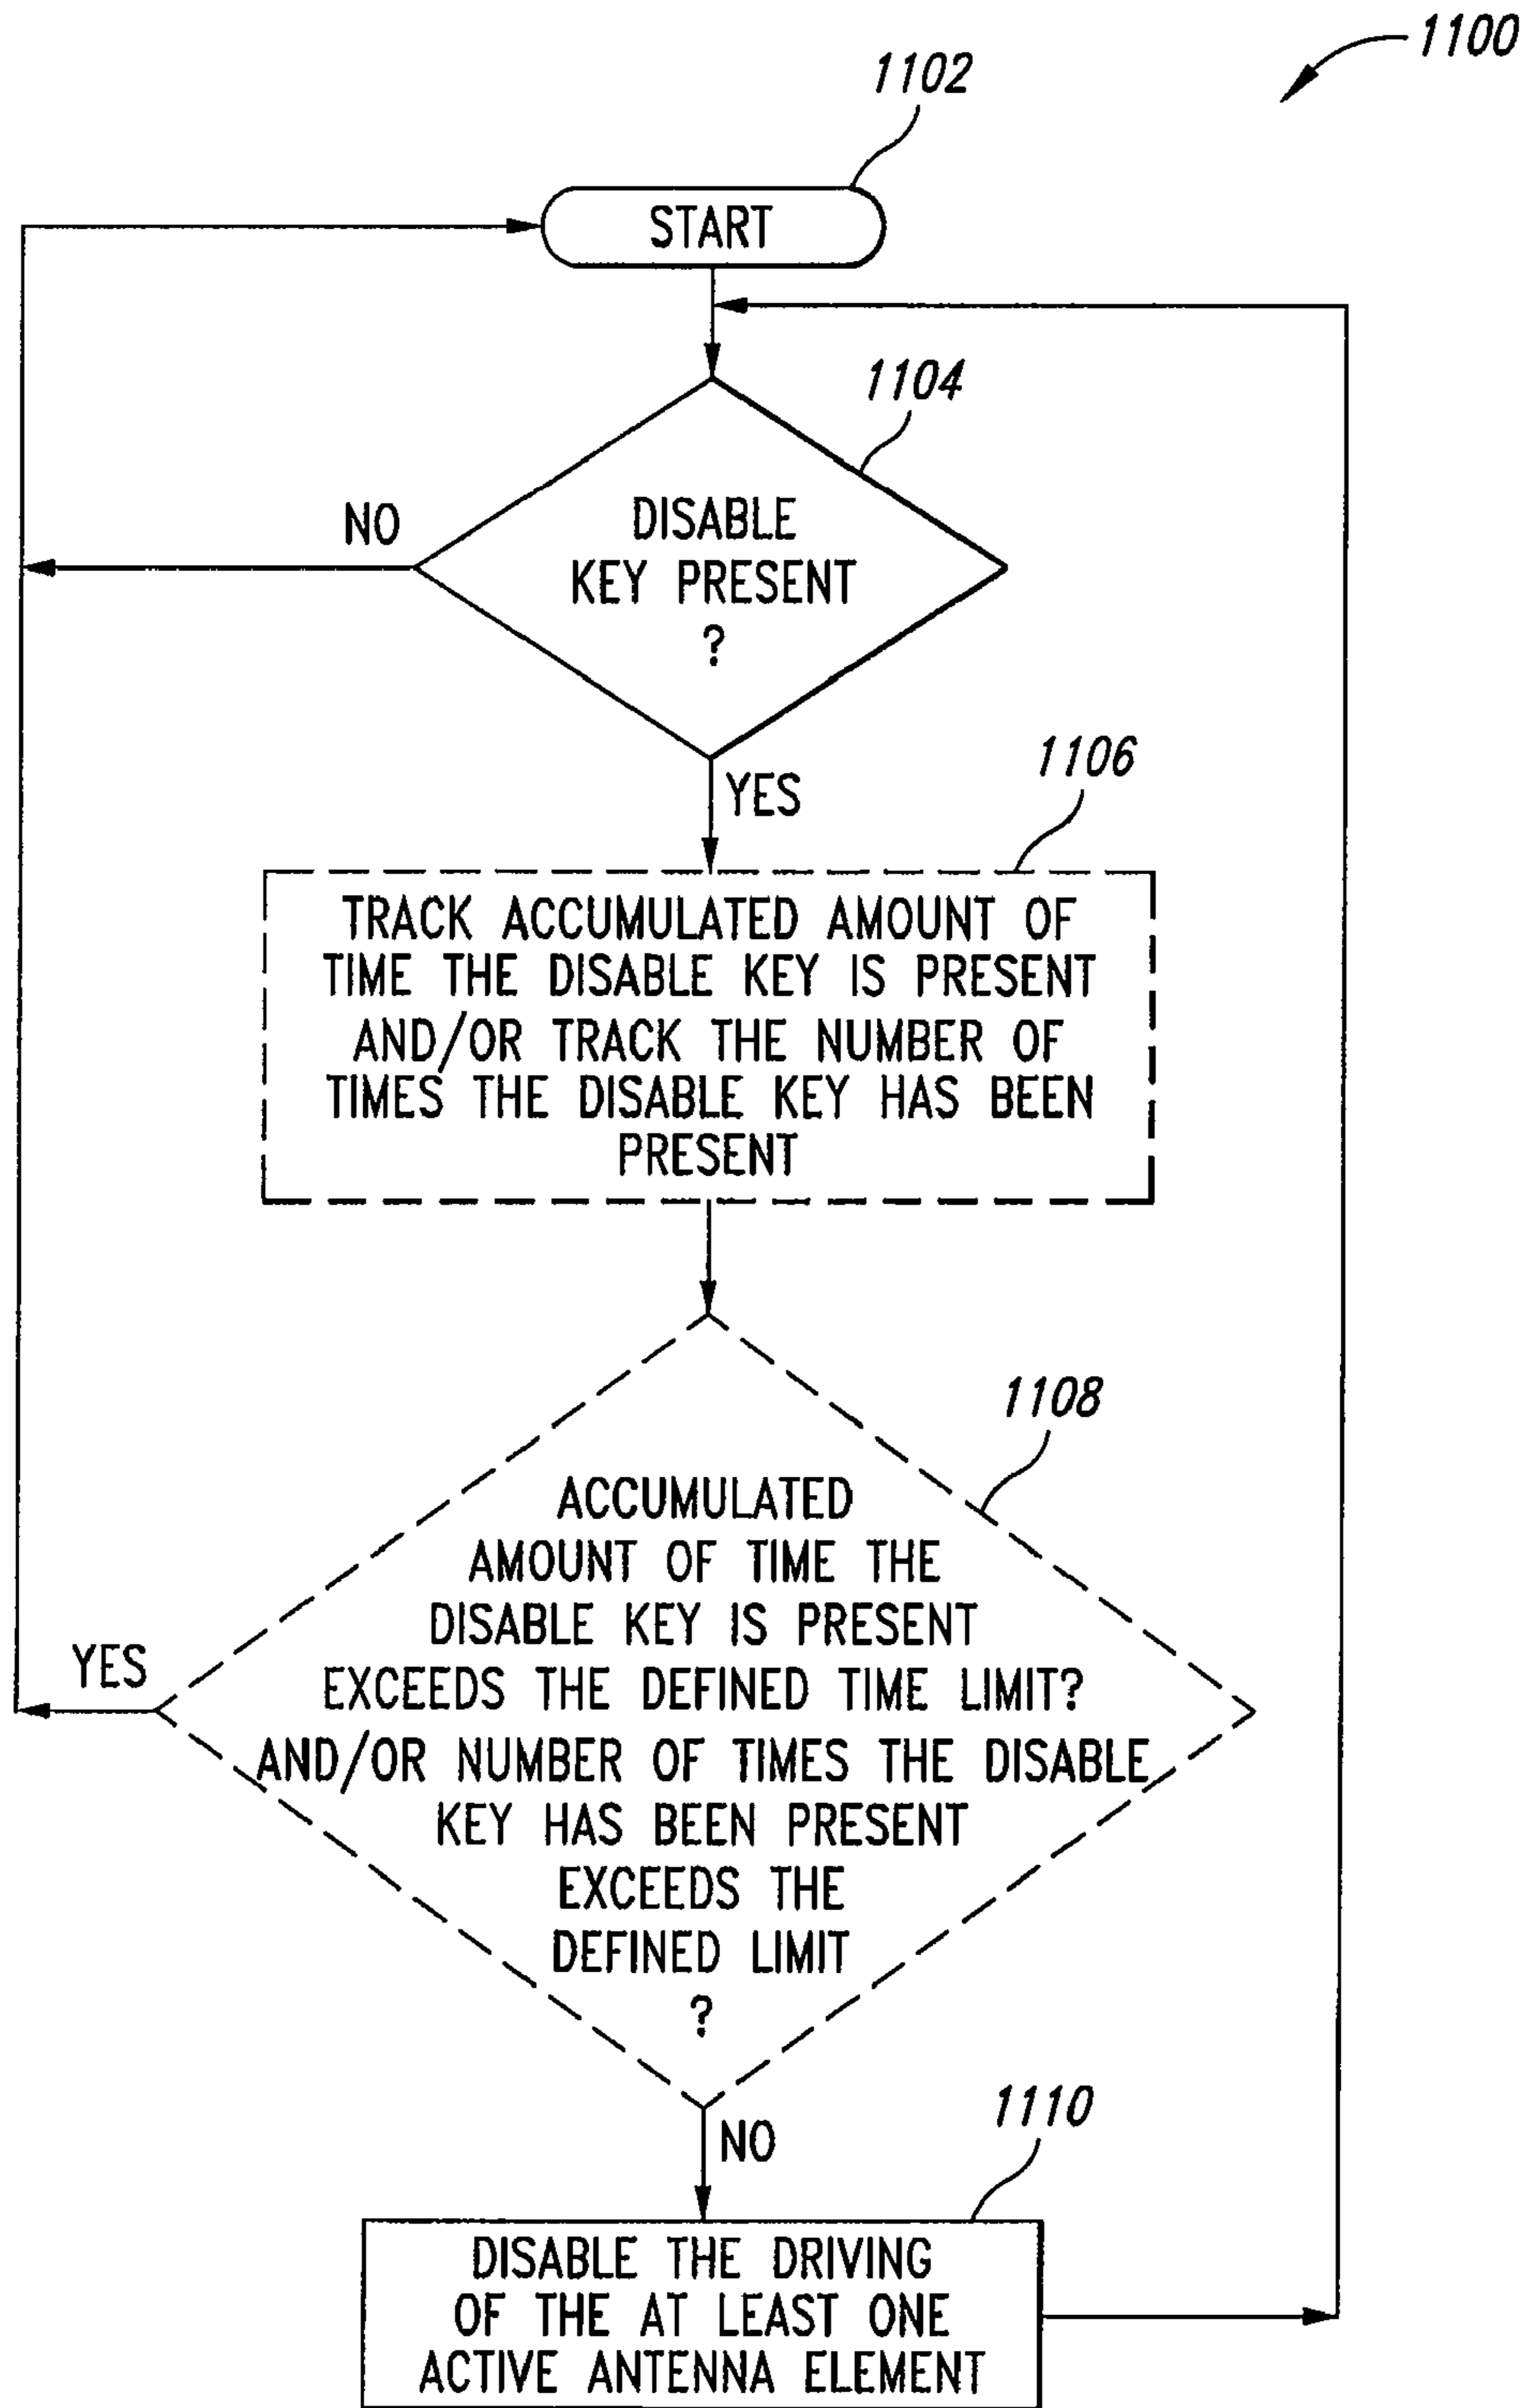 1100
1102
START
1104
NO
DISABLE
KEY PRESENT
?
YES
1106
TRACK ACCUMULATED AMOUNT OF
TIME THE DISABLE KEY IS PRESENT
AND/OR TRACK THE NUMBER OF
TIMES THE DISABLE KEY HAS BEEN
PRESENT
1108
ACCUMULATED
AMOUNT OF TIME THE
DISABLE KEY IS PRESENT
YES
EXCEEDS THE DEFINED TIME LIMIT?
AND/OR NUMBER OF TIMES THE DISABLE
KEY HAS BEEN PRESENT
EXCEEDS THE
DEFINED LIMIT
?
NO
1110
DISABLE THE DRIVING
OF THE AT LEAST ONE
ACTIVE ANTENNA ELEMENT